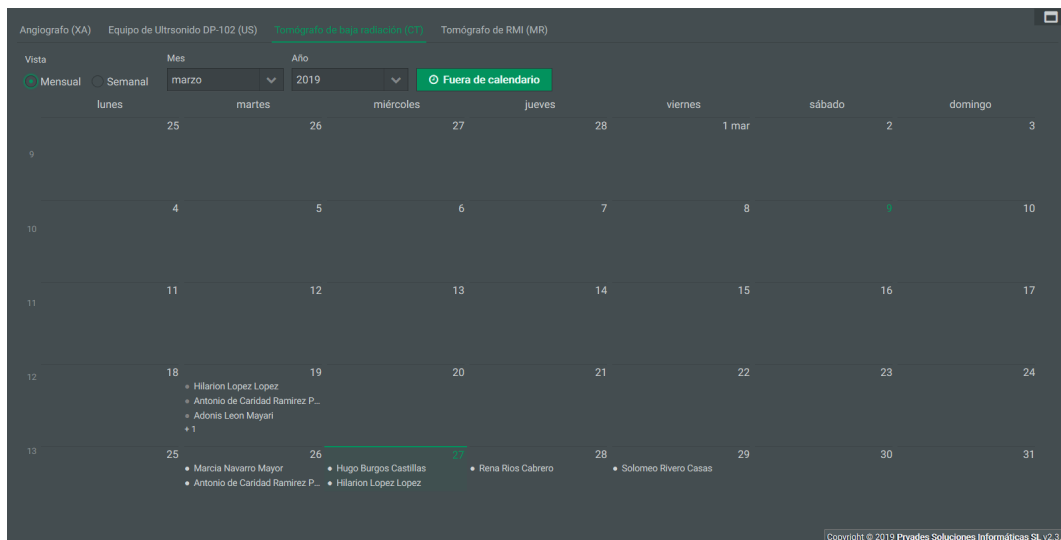 Angiografo (XA) Equipo de Ultrsonido DP-102 (US) Tomógrafo de baja radiación (CT) Tomógrafo de RMI (MR)
Vista Mes Año
Mensual Semanal marzo 2019 Fuera de calendario
lunes martes miércoles jueves viernes sábado domingo
25 26 27 28 1 mar 2 3
9
4 5 6 7 8 9 10
10
11 12 13 14 15 16 17
11
18 19 20 21 22 23 24
12
Hilarion Lopez Lopez
Antonio de Caridad Ramirez P...
Adonis Leon Mayari
+ 1
13
25 26 27 28 29 30 31
Marcia Navarro Mayor Hugo Burgos Castillas Rena Rios Cabrero Solomeo Rivero Casas
Antonio de Caridad Ramirez P... Hilarion Lopez Lopez
Copyright © 2019 Pryades Soluciones Informáticas SL v2.3